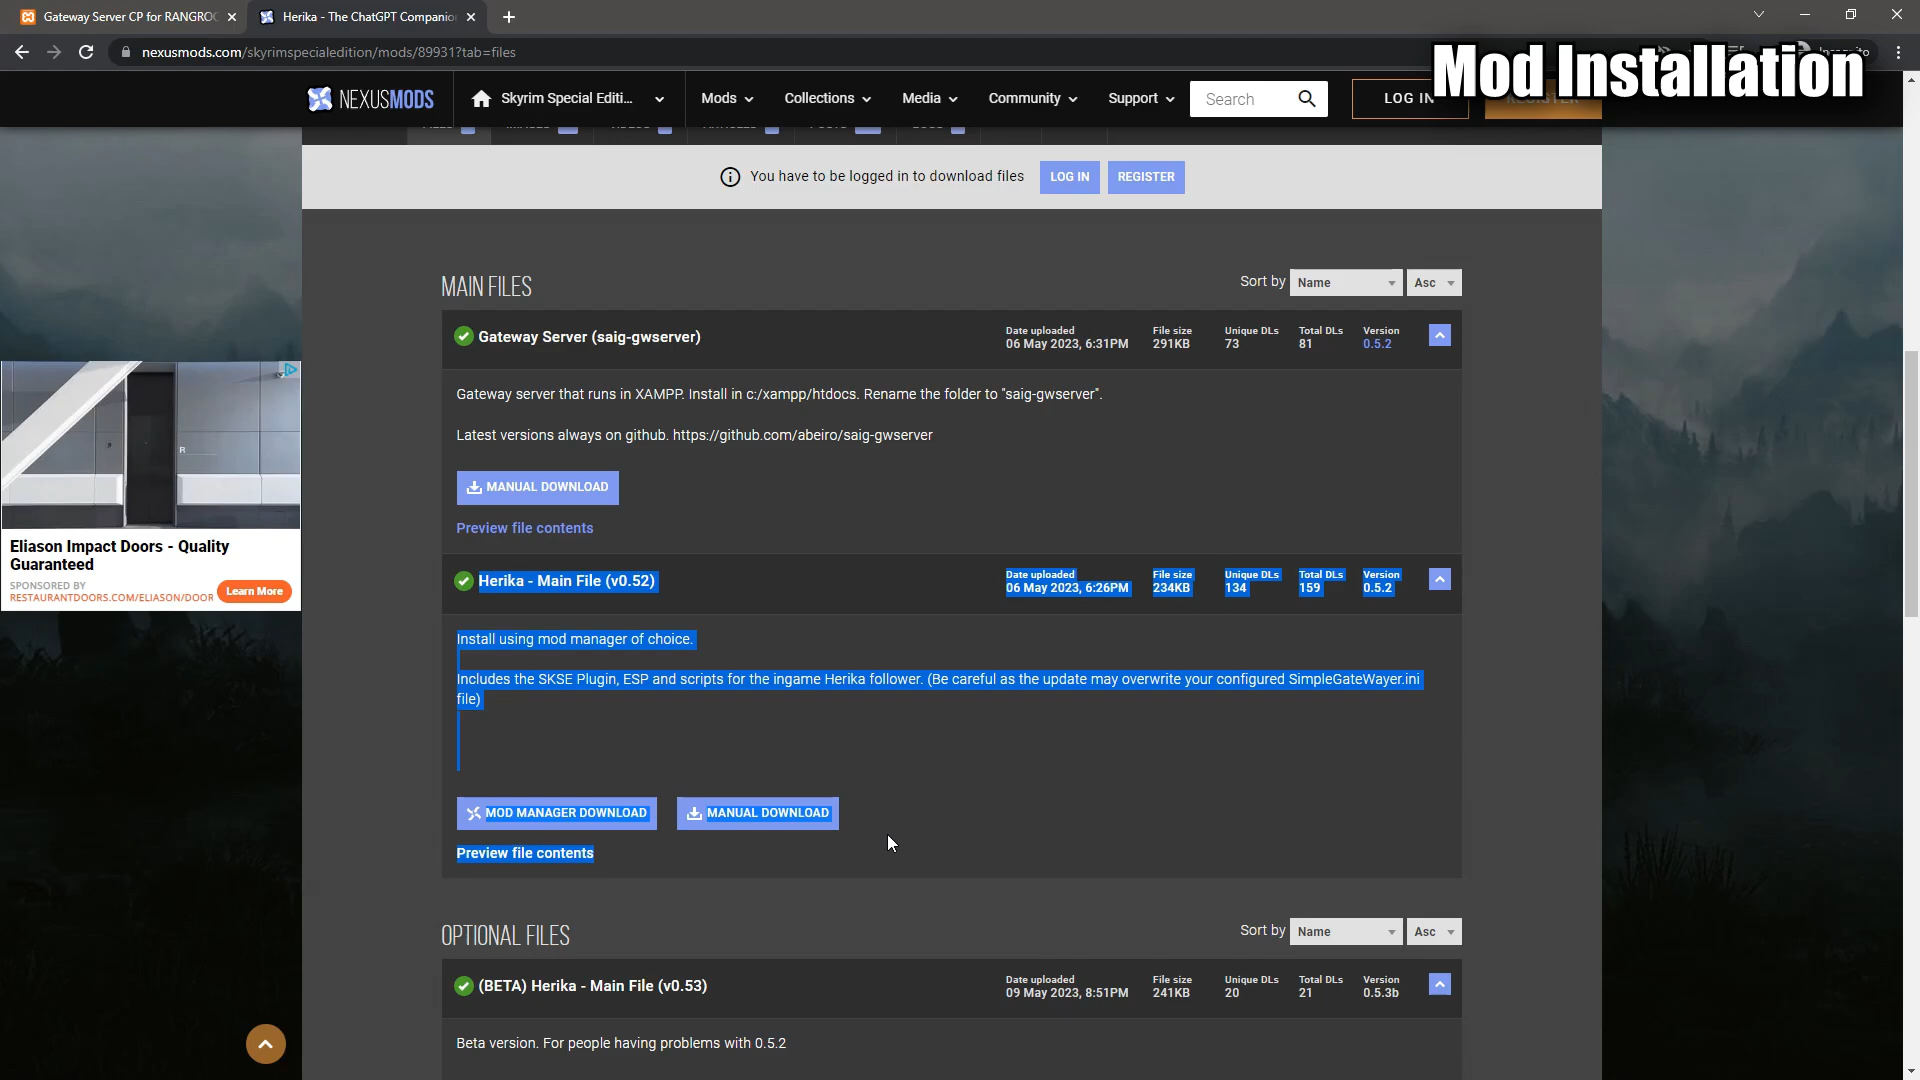 Gateway Server CP for RANGROO
Herika - The ChatGPT Companion
nexusmods.com/skyrimspecialedition/mods/89931?tab=files
Mod Installation
NEXUSMODS
Skyrim Special Editi...
Mods
Collections
Media
Community
Support
Search
LOG IN
REGISTER
You have to be logged in to download files
LOG IN
REGISTER
MAIN FILES
Sort by
Name
Asc
Gateway Server (saig-gwserver)
Date uploaded
06 May 2023, 6:31PM
File size
291KB
Unique DLs
73
Total DLs
81
Version
0.5.2
Gateway server that runs in XAMPP. Install in c:/xampp/htdocs. Rename the folder to "saig-gwserver".
Latest versions always on github. https://github.com/abeiro/saig-gwserver
MANUAL DOWNLOAD
Preview file contents
Herika - Main File (v0.52)
Date uploaded
06 May 2023, 6:26PM
File size
234KB
Unique DLs
134
Total DLs
159
Version
0.5.2
Install using mod manager of choice.
Includes the SKSE Plugin, ESP and scripts for the ingame Herika follower. (Be careful as the update may overwrite your configured SimpleGateWayer.ini
file)
MOD MANAGER DOWNLOAD
MANUAL DOWNLOAD
Preview file contents
OPTIONAL FILES
Sort by
Name
Asc
(BETA) Herika - Main File (v0.53)
Date uploaded
09 May 2023, 8:51PM
File size
241KB
Unique DLs
20
Total DLs
21
Version
0.5.3b
Beta version. For people having problems with 0.5.2
R
Eliason Impact Doors - Quality
Guaranteed
SPONSORED BY
RESTAURANTDOORS.COM/ELIASON/DOOR
Learn More